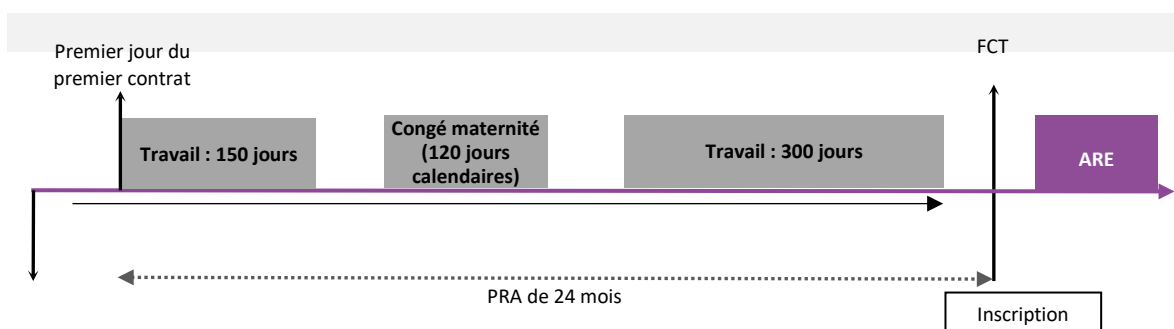 Premier jour du
premier contrat
FCT
Travail : 150 jours
Congé maternité
(120 jours
calendaires)
Travail : 300 jours
ARE
PRA de 24 mois
Inscription